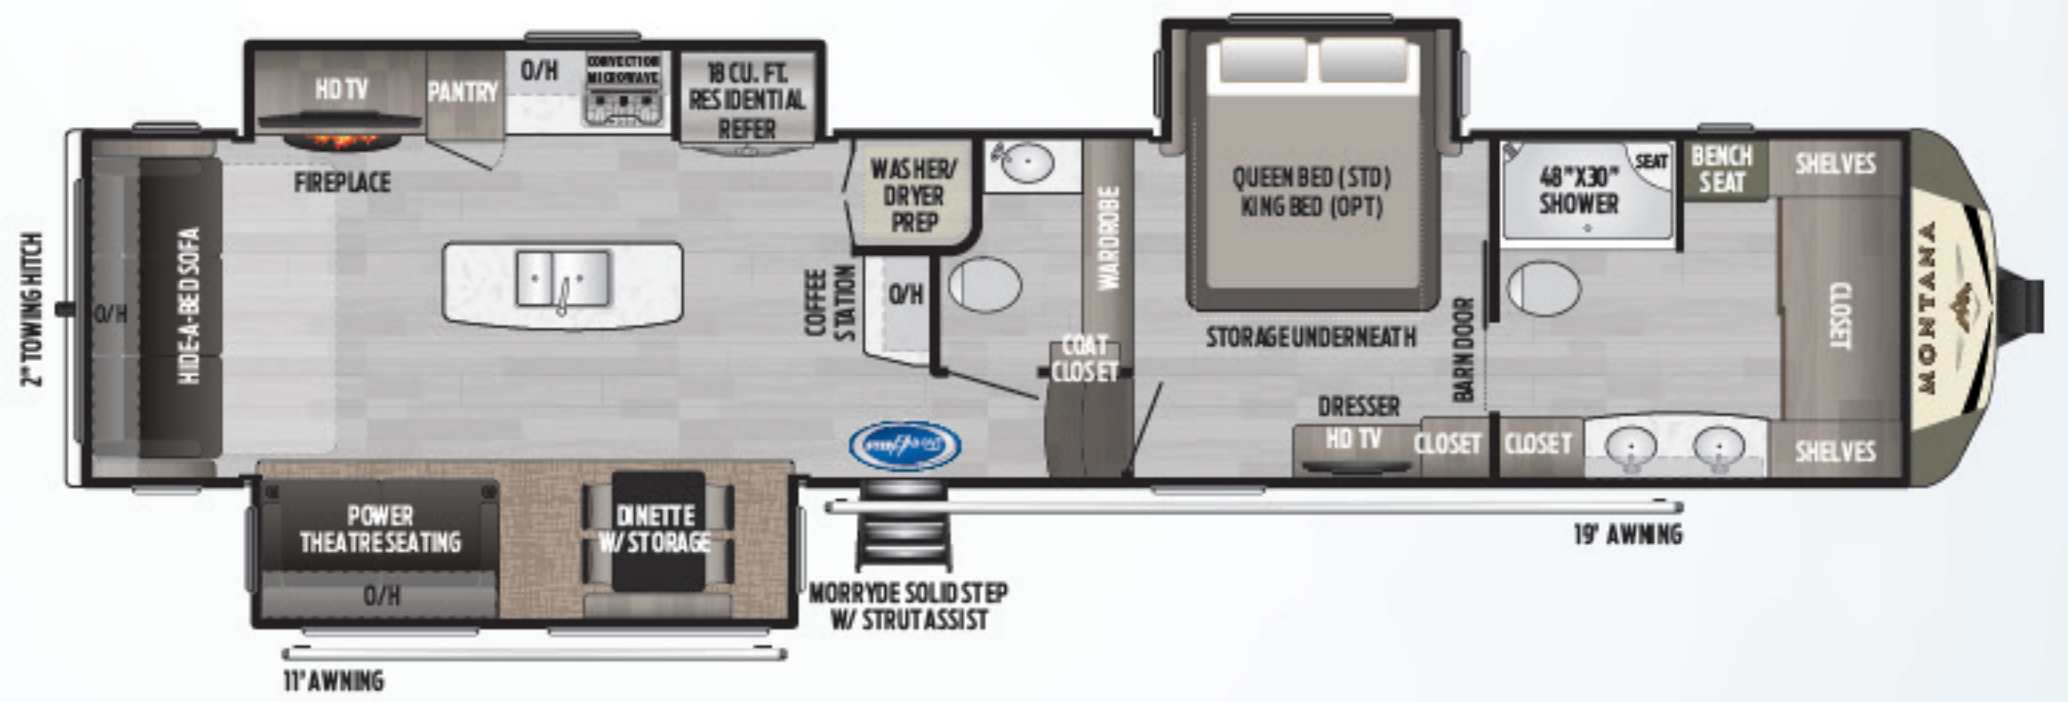 HD TV
PANTRY
O/H
CONVECTION
MICROWAVE
18 CU. FT.
RESIDENTIAL
REFER
FIREPLACE
2" TOWING HITCH
O/H
HIDE-A-BED SOFA
WASHER/
DRYER
PREP
COFFEE
STATION
O/H
WARDROBE
COAT
CLOSET
QUEEN BED (STD)
KING BED (OPT)
STORAGE UNDERNEATH
BARN DOOR
48"X30"
SHOWER
SEAT
BENCH
SEAT
SHELVES
CLOSET
MONTANA
DRESSER
HD TV
CLOSET
CLOSET
SHELVES
POWER
THEATRE SEATING
O/H
DINETTE
W/ STORAGE
MORRYDE SOLID STEP
W/ STRUT ASSIST
19' AWNING
11' AWNING